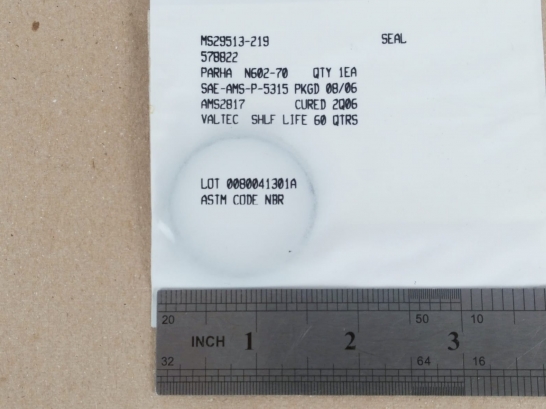 MS29513-219 SEAL
578822
PARHA N602-70 QTY 1EA
SAE-AMS-P-5315 PKGD 08/06
AMS2817 CURED 2Q06
VALTEC SHLF LIFE 60 QTRS
LOT 0080041301A
ASTM CODE NBR
20 50 10
INCH 1 2 3
32 64 16